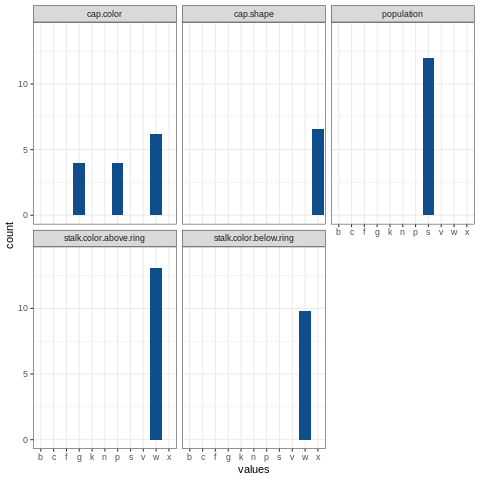 cap.color cap.shape population
10
5
0
b c f g k n p s v w x
stalk.color.above.ring stalk.color.below.ring
10
5
0
b c f g k n p s v w x b c f g k n p s v w x
count
values